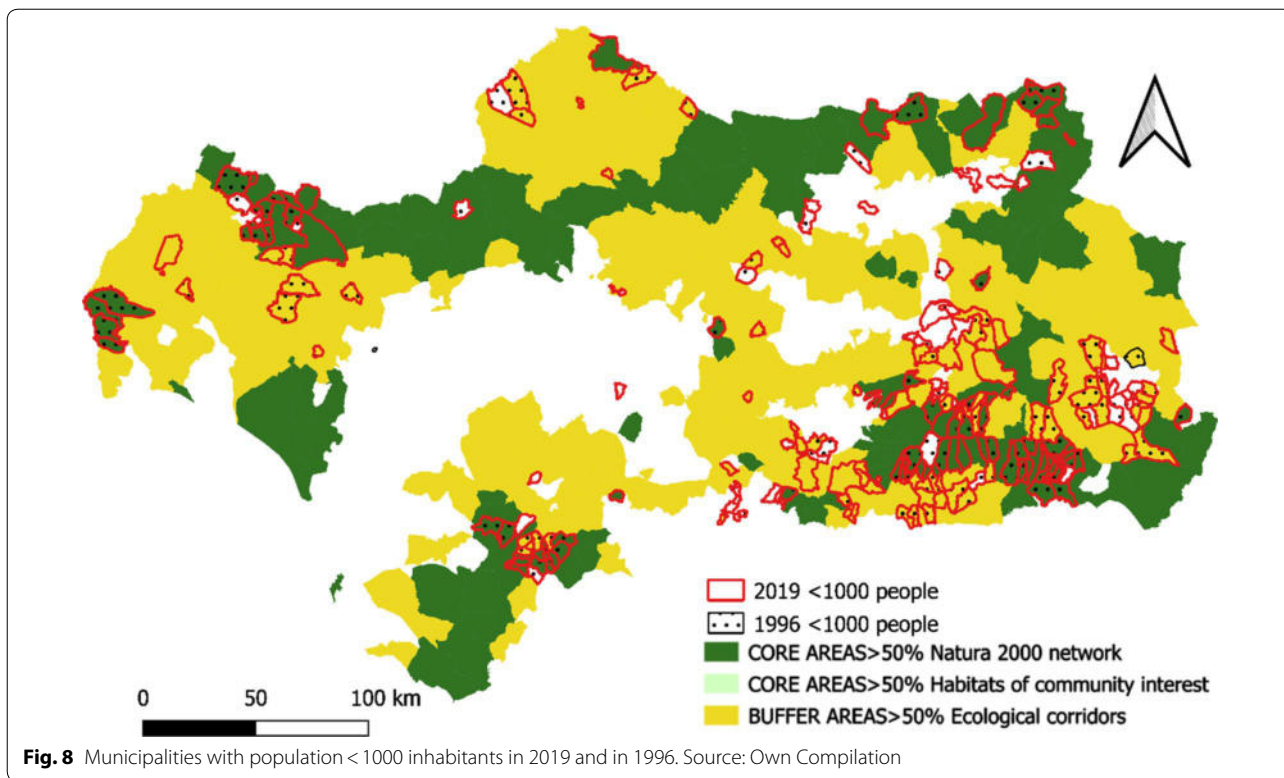 2019 <1000 people
1996 <1000 people
CORE AREAS>50% Natura 2000 network
CORE AREAS>50% Habitats of community interest
BUFFER AREAS>50% Ecological corridors
0 50 100 km
Fig. 8 Municipalities with population < 1000 inhabitants in 2019 and in 1996. Source: Own Compilation